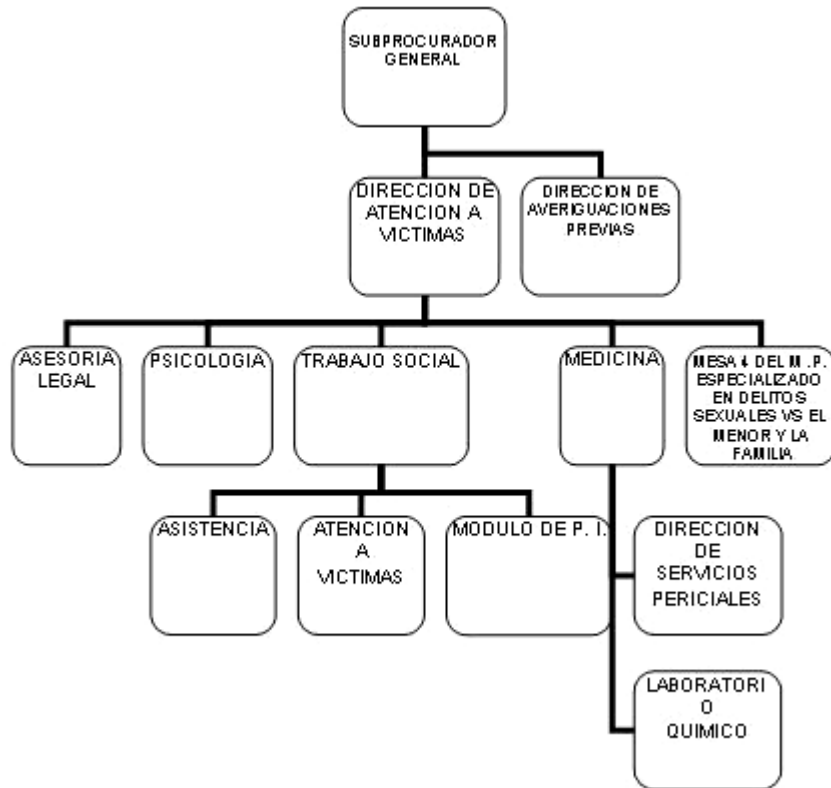 SUBPROCURADOR
GENERAL
DIRECCION DE
ATENCION A
VICTIMAS
DIRECCION DE
AVERIGUACIONES
PREVIAS
ASESORIA
LEGAL
PSICOLOGIA
TRABAJO SOCIAL
MEDICINA
MESA 4 DEL M.P.
ESPECIALIZADO
EN DELITOS
SEXUALES VS EL
MENOR Y LA
FAMILIA
ASISTENCIA
ATENCION
A
VICTIMAS
MODULO DE P. I.
DIRECCION
DE
SERVICIOS
PERICIALES
LABORATORI
O
QUIMICO